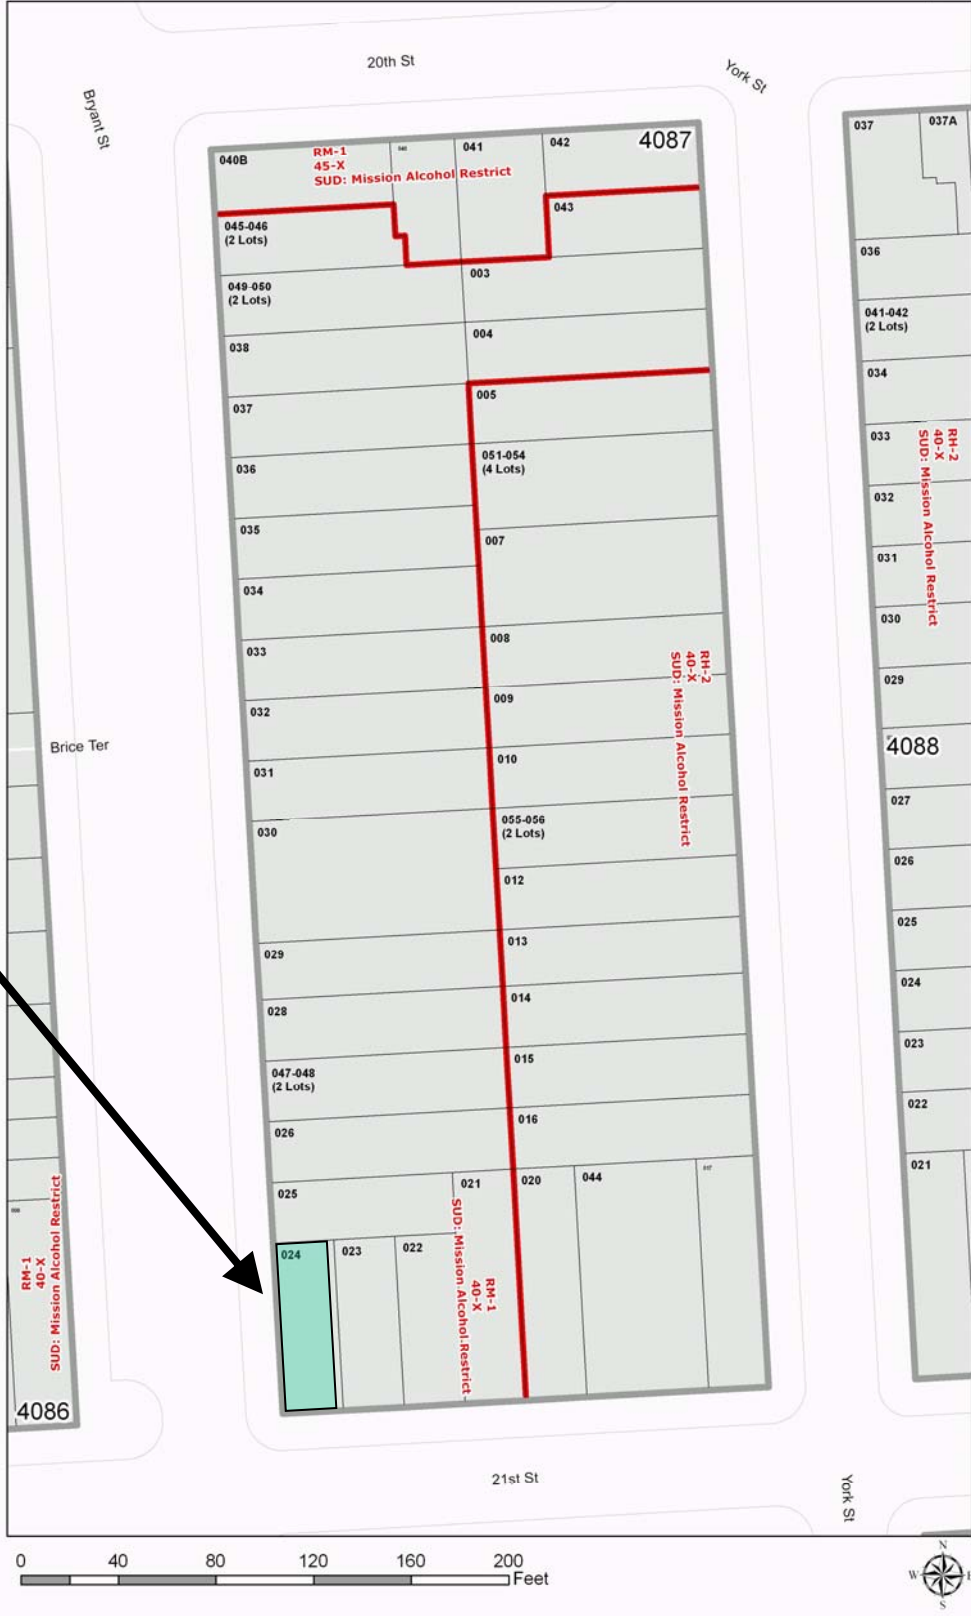 20th St
York St
Bryant St
040B
RM-1
45-X
SUD: Mission Alcohol Restrict
041
042
4087
037
037A
045-046
(2 Lots)
043
036
049-050
(2 Lots)
003
041-042
(2 Lots)
038
004
034
037
005
033
RH-2
40-X
SUD: Mission Alcohol Restrict
036
051-054
(4 Lots)
032
035
007
031
034
030
033
008
RH-2
40-X
SUD: Mission Alcohol Restrict
029
032
009
Brice Ter
4088
031
010
027
030
055-056
(2 Lots)
026
012
025
029
013
024
028
014
023
047-048
(2 Lots)
015
022
026
016
021
025
021
020
044
017
RM-1
40-X
SUD: Mission Alcohol Restrict
024
023
022
RM-1
40-X
SUD: Mission Alcohol Restrict
4086
21st St
York St
0 40 80 120 160 200
Feet
N
W
E
S